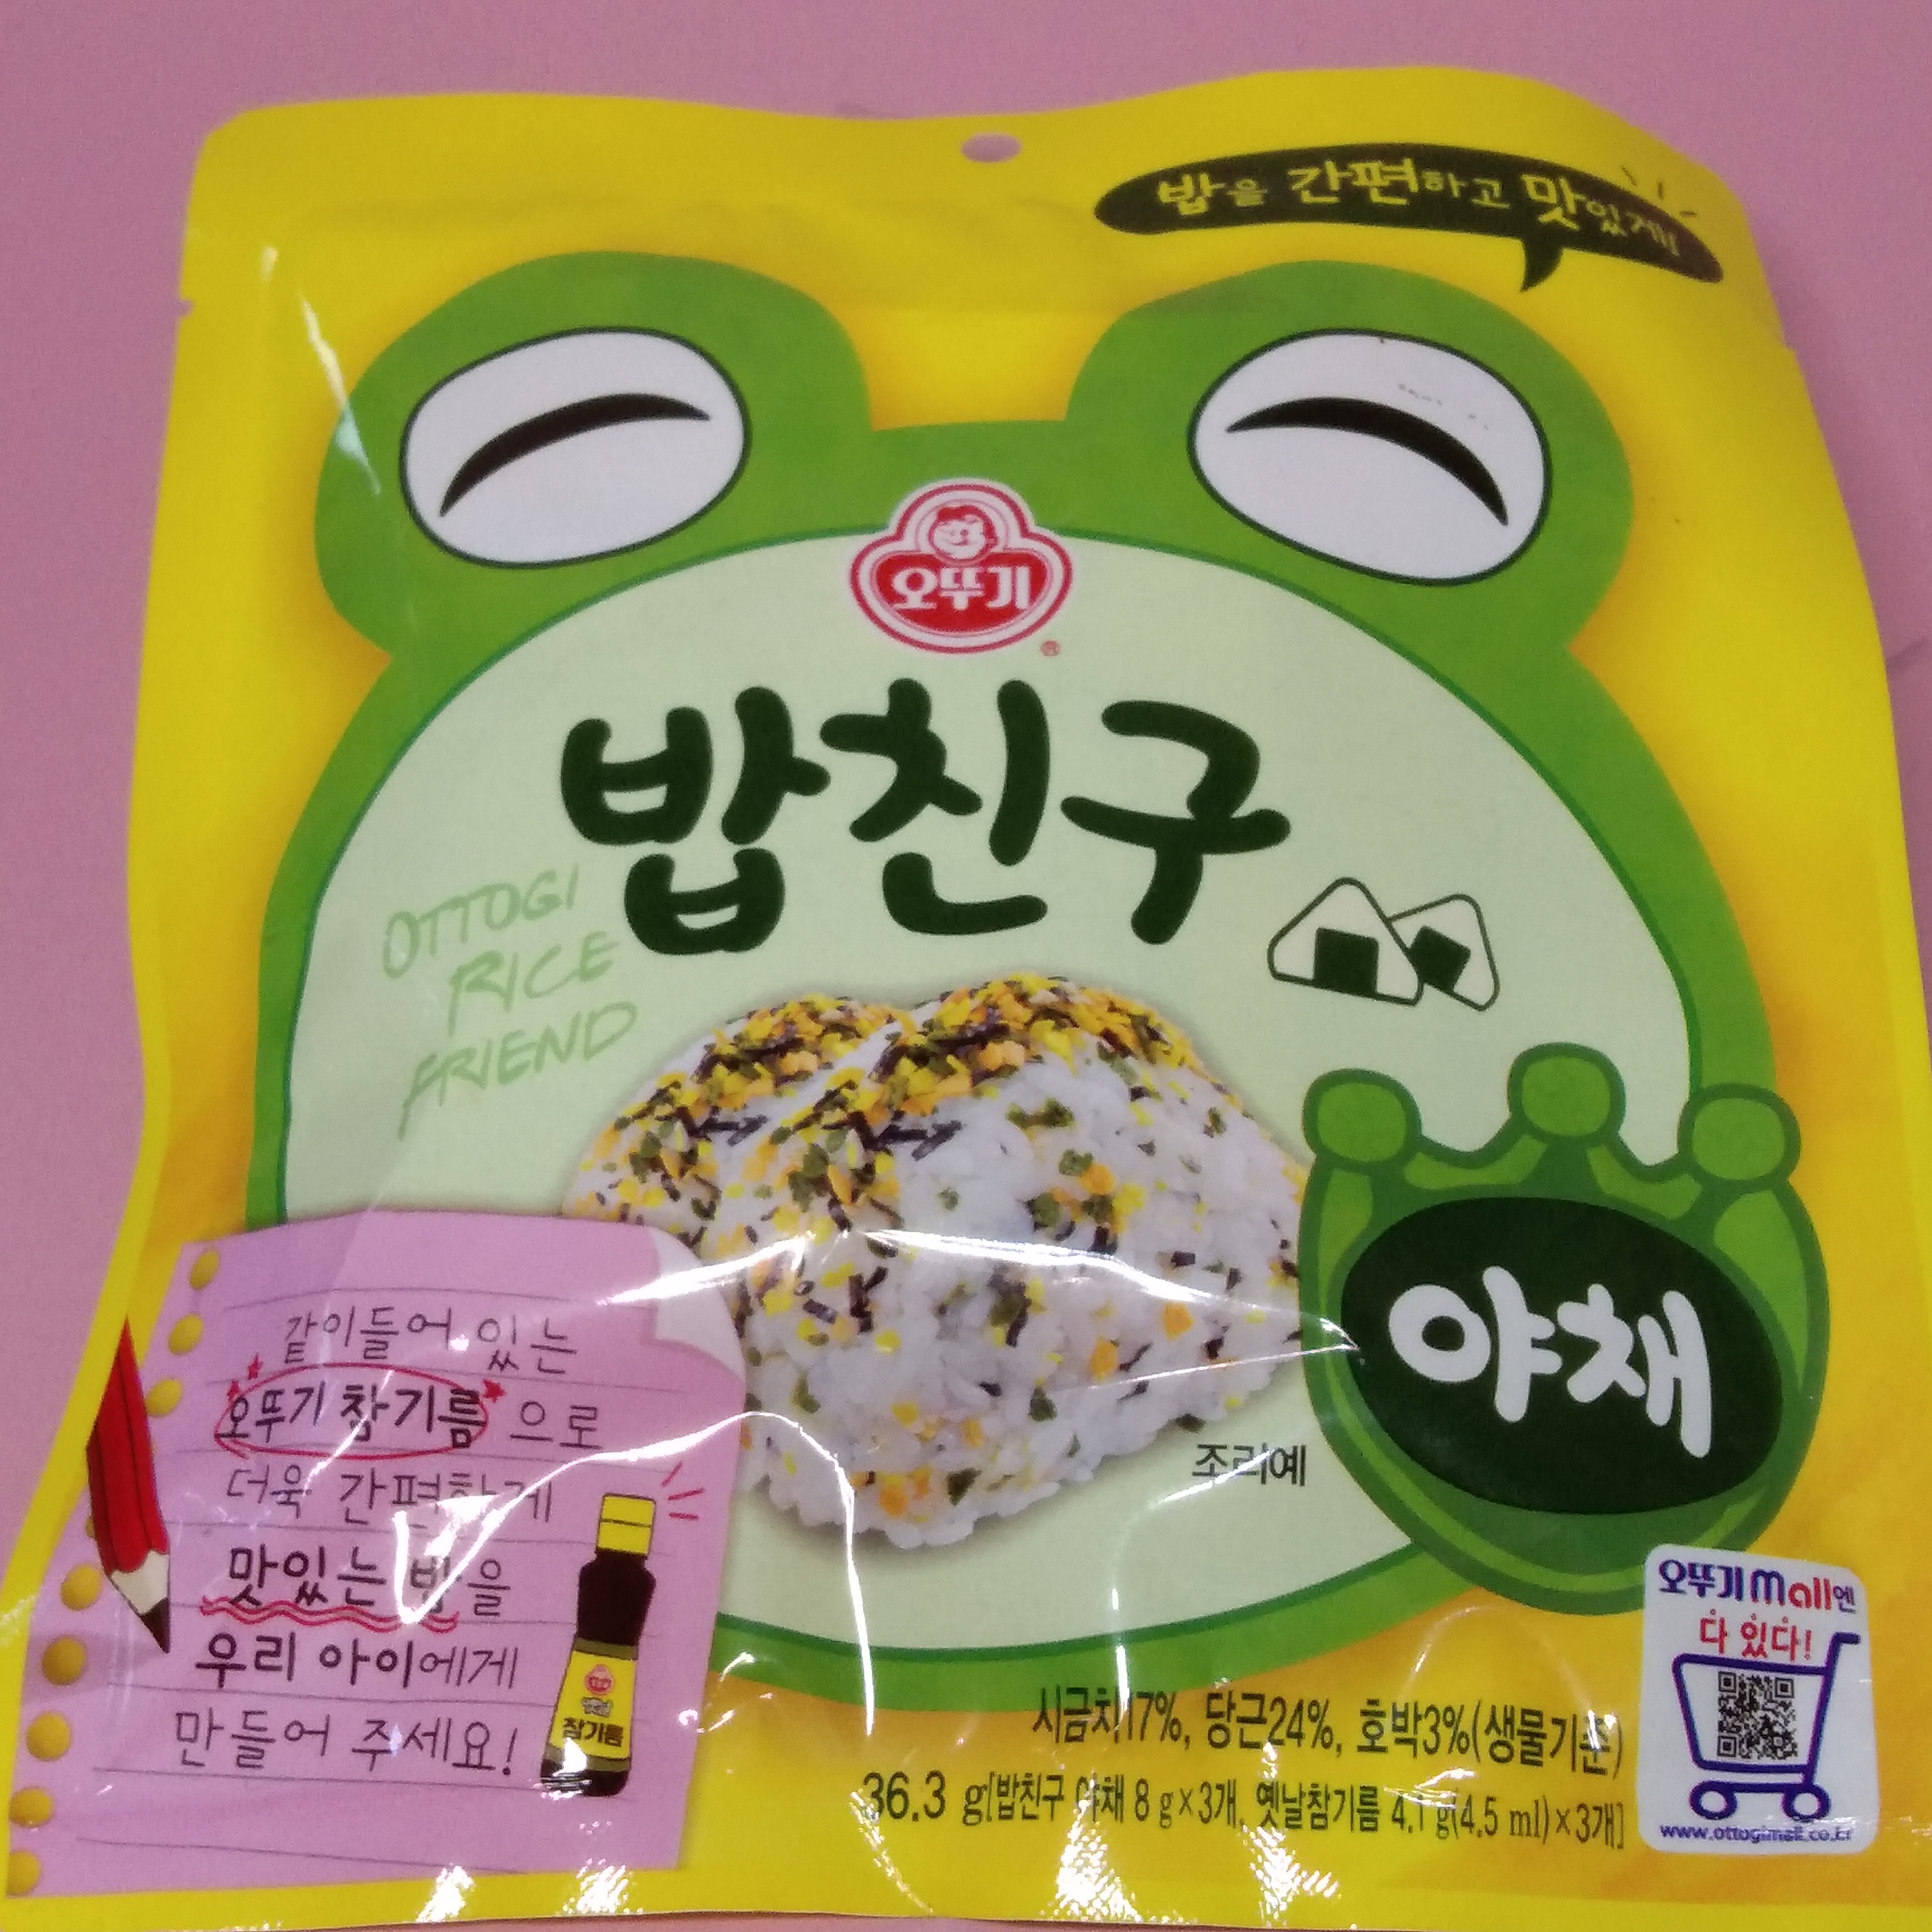 밥을 간편하고 맛있게!
오뚜기
®
밥친구
OTTOGI
RICE
FRIEND
야채
조리예
같이들어 있는
오뚜기 참기름으로
더욱 간편하게
맛있는 밥을
우리 아이에게
만들어 주세요!
옛날
참기름
오뚜기mall엔
다 있다!
www.ottogimall.co.kr
시금치17%, 당근24%, 호박3%(생물기준)
36.3 g[밥친구 야채 8 g×3개, 옛날참기름 4.1 g(4.5 ml)×3개]